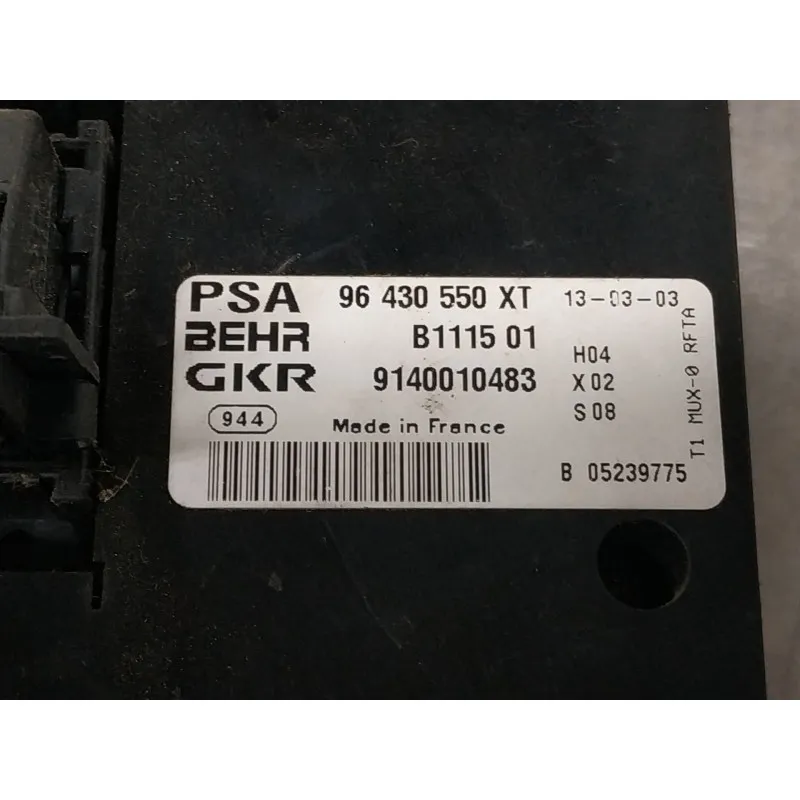 PSA 96 430 550 XT 13-03-03
BEHR B1115 01
H04
GKR 9140010483 X 02
944 Made in France S 08
B 05239775
T1 MUX-0 RFTA